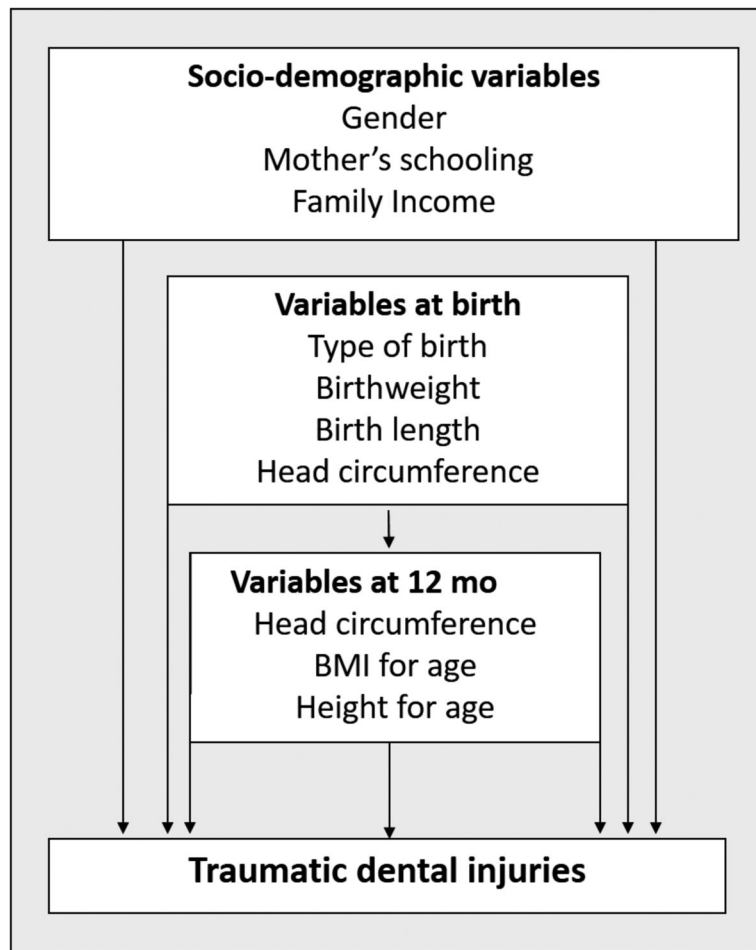 Socio-demographic variables
Gender
Mother’s schooling
Family Income
Variables at birth
Type of birth
Birthweight
Birth length
Head circumference
Variables at 12 mo
Head circumference
BMI for age
Height for age
Traumatic dental injuries